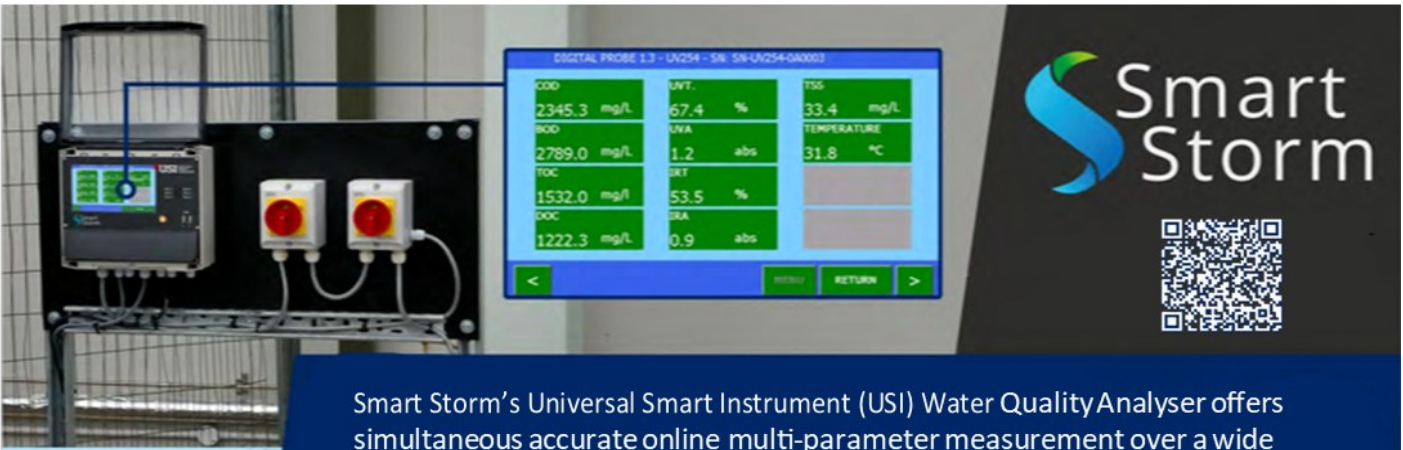 DIGITAL PROBE 1.3 - UV254 - SN: SN-UV254-0A0003
COD
2345.3 mg/L
UVT.
67.4 %
TSS
33.4 mg/L
BOD
2789.0 mg/L
UVA
1.2 abs
TEMPERATURE
31.8 °C
TOC
1532.0 mg/l
IRT
53.5 %
DOC
1222.3 mg/L
IRA
0.9 abs
<
MENU
RETURN
>
USI
Smart
Storm
Smart
Storm
Smart Storm’s Universal Smart Instrument (USI) Water Quality Analyser offers
simultaneous accurate online multi-parameter measurement over a wide